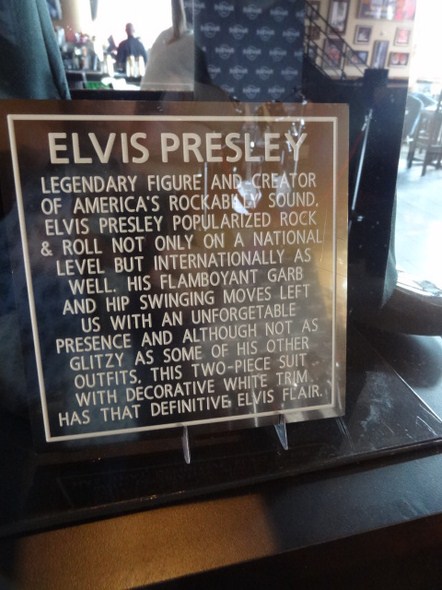 ELVIS PRESLEY
LEGENDARY FIGURE AND CREATOR
OF AMERICA'S ROCKABILLY SOUND,
ELVIS PRESLEY POPULARIZED ROCK
& ROLL NOT ONLY ON A NATIONAL
LEVEL BUT INTERNATIONALLY AS
WELL. HIS FLAMBOYANT GARB
AND HIP SWINGING MOVES LEFT
US WITH AN UNFORGETABLE
PRESENCE AND ALTHOUGH NOT AS
GLITZY AS SOME OF HIS OTHER
OUTFITS, THIS TWO-PIECE SUIT
WITH DECORATIVE WHITE TRIM
HAS THAT DEFINITIVE ELVIS FLAIR.